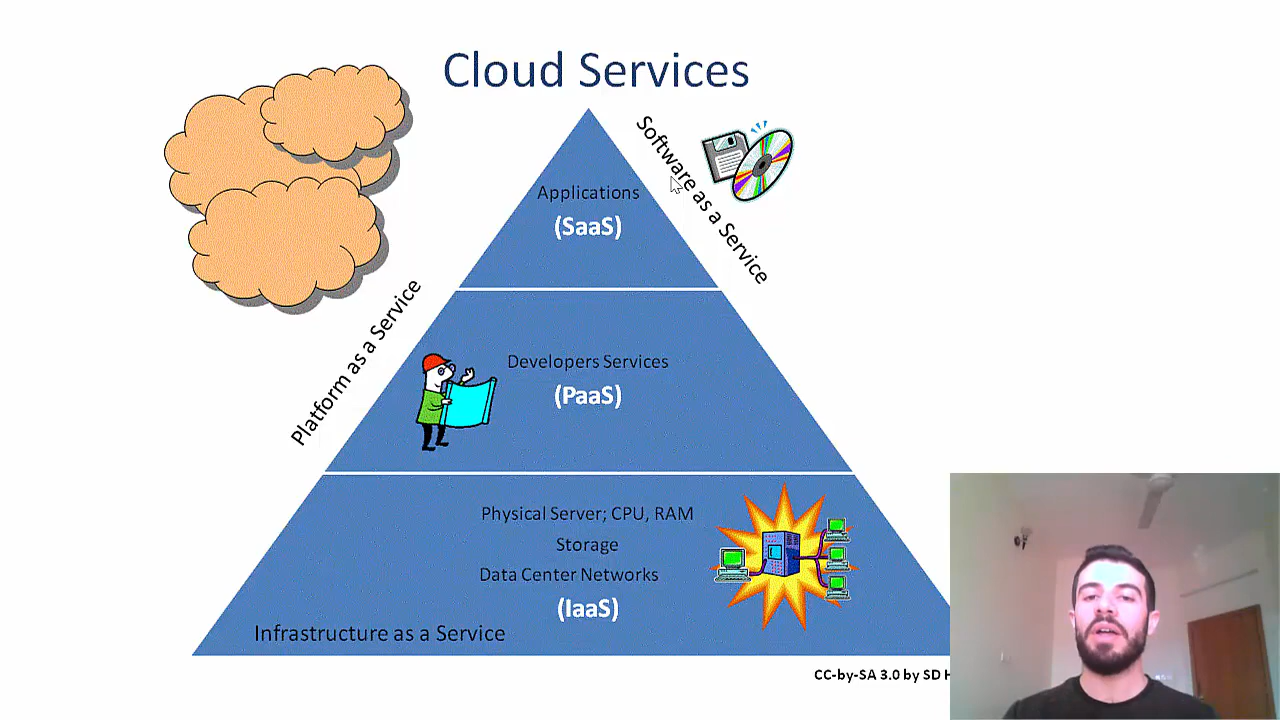 Cloud Services
Software as a Service
Applications
(SaaS)
Platform as a Service
Developers Services
(PaaS)
Physical Server; CPU, RAM
Storage
Data Center Networks
(IaaS)
Infrastructure as a Service
CC-by-SA 3.0 by SD